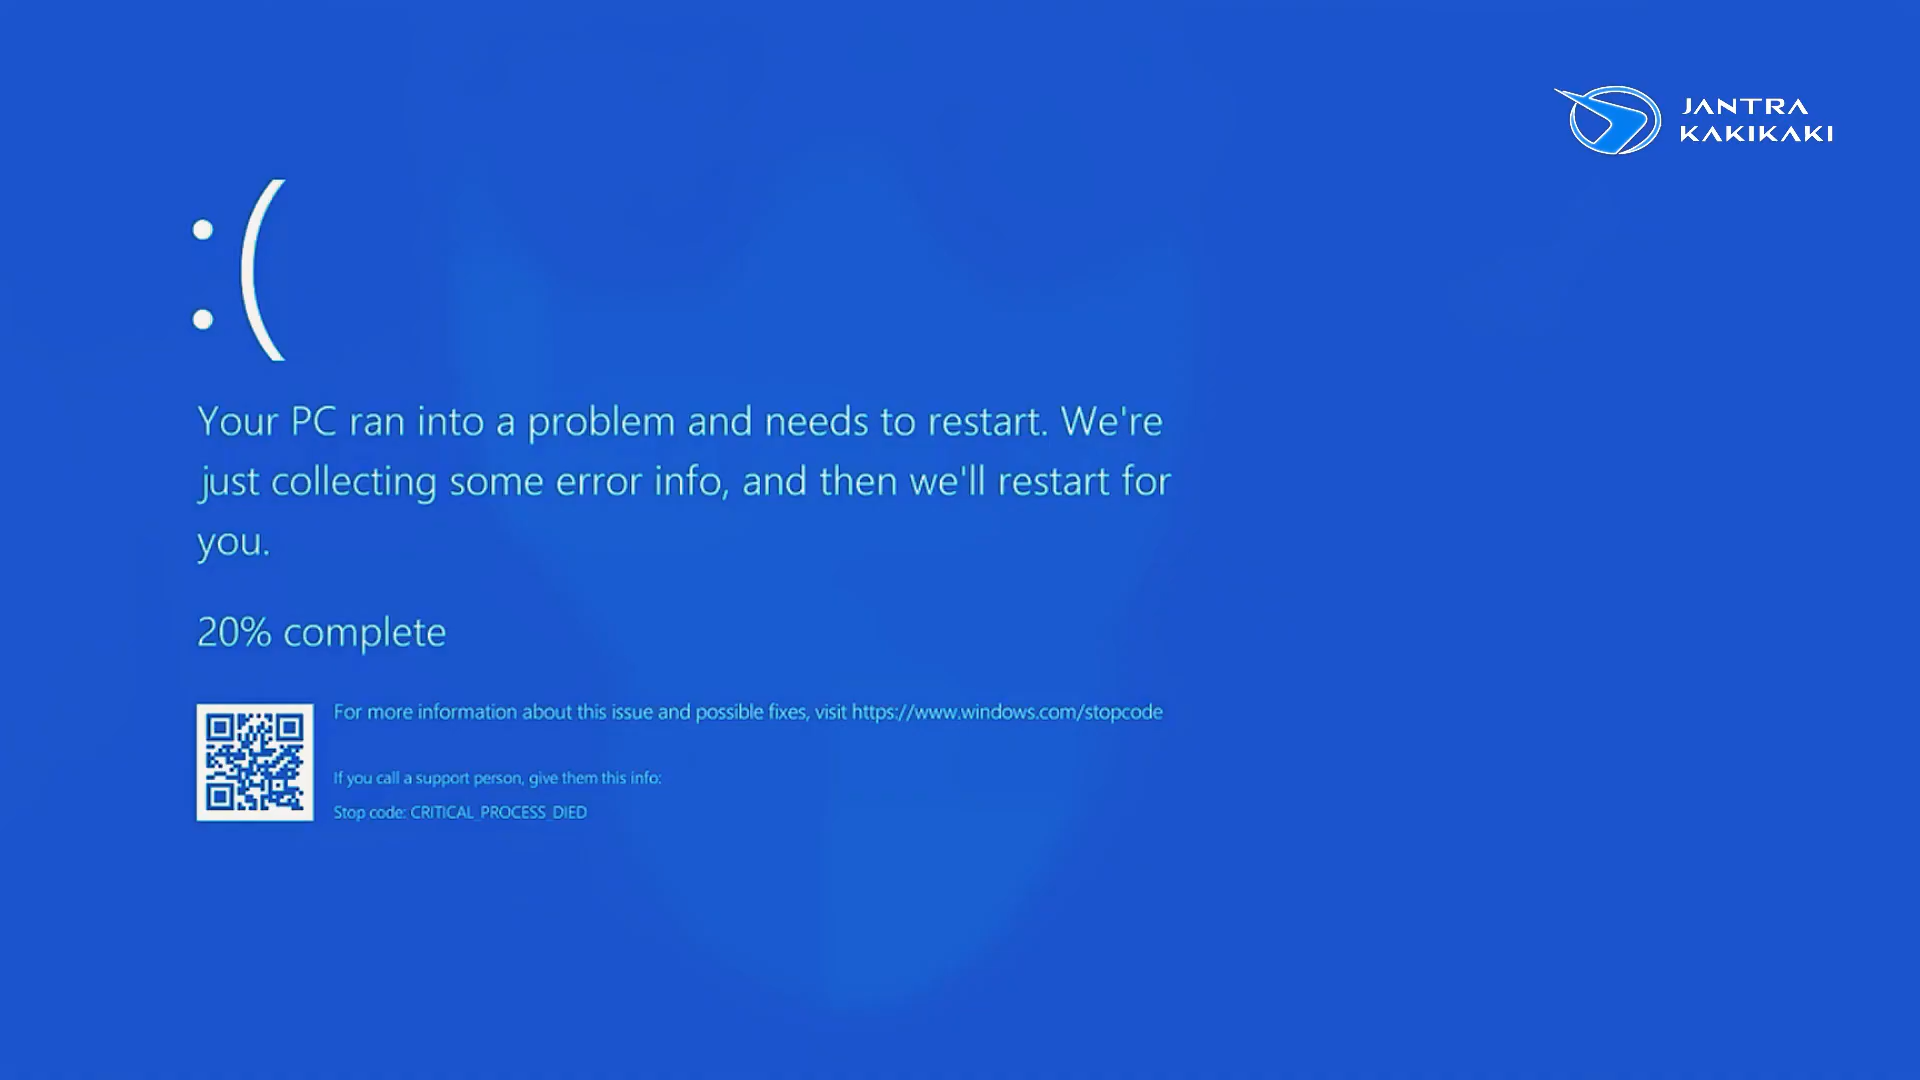 JANTRA
KAKIKAKI
:(
Your PC ran into a problem and needs to restart. We're
just collecting some error info, and then we'll restart for
you.
20% complete
For more information about this issue and possible fixes, visit https://www.windows.com/stopcode
If you call a support person, give them this info:
Stop code: CRITICAL_PROCESS_DIED